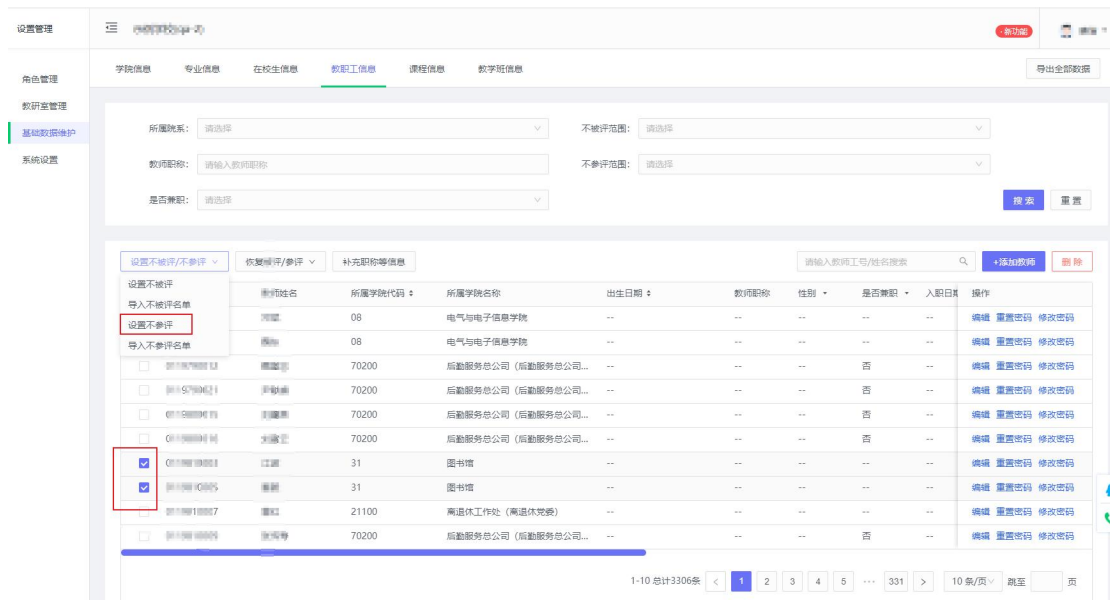 设置管理
·新功能
学院信息 专业信息 在校生信息 教职工信息 课程信息 教学班信息 导出全部数据
角色管理
教研室管理
基础数据维护
系统设置
所属院系： 请选择 不被评范围： 请选择
教师职称： 请输入教师职称 不参评范围： 请选择
是否兼职： 请选择 搜索 重置
设置不被评/不参评 恢复被评/参评 补充职称等信息 请输入教师工号/姓名搜索 +添加教师 删除
设置不被评
导入不被评名单
设置不参评
导入不参评名单
教师姓名 所属学院代码 所属学院名称 出生日期 教师职称 性别 是否兼职 入职日期 操作
08 电气与电子信息学院 -- -- -- -- -- 编辑 重置密码 修改密码
08 电气与电子信息学院 -- -- -- -- -- 编辑 重置密码 修改密码
70200 后勤服务总公司（后勤服务总公司... -- -- -- 否 -- 编辑 重置密码 修改密码
70200 后勤服务总公司（后勤服务总公司... -- -- -- 否 -- 编辑 重置密码 修改密码
70200 后勤服务总公司（后勤服务总公司... -- -- -- 否 -- 编辑 重置密码 修改密码
70200 后勤服务总公司（后勤服务总公司... -- -- -- 否 -- 编辑 重置密码 修改密码
31 图书馆 -- -- -- -- -- 编辑 重置密码 修改密码
31 图书馆 -- -- -- -- -- 编辑 重置密码 修改密码
21100 离退休工作处（离退休党委） -- -- -- -- -- 编辑 重置密码 修改密码
70200 后勤服务总公司（后勤服务总公司... -- -- -- 否 -- 编辑 重置密码 修改密码
1-10 总计3306条 < 1 2 3 4 5 ··· 331 > 10 条/页 跳至 页